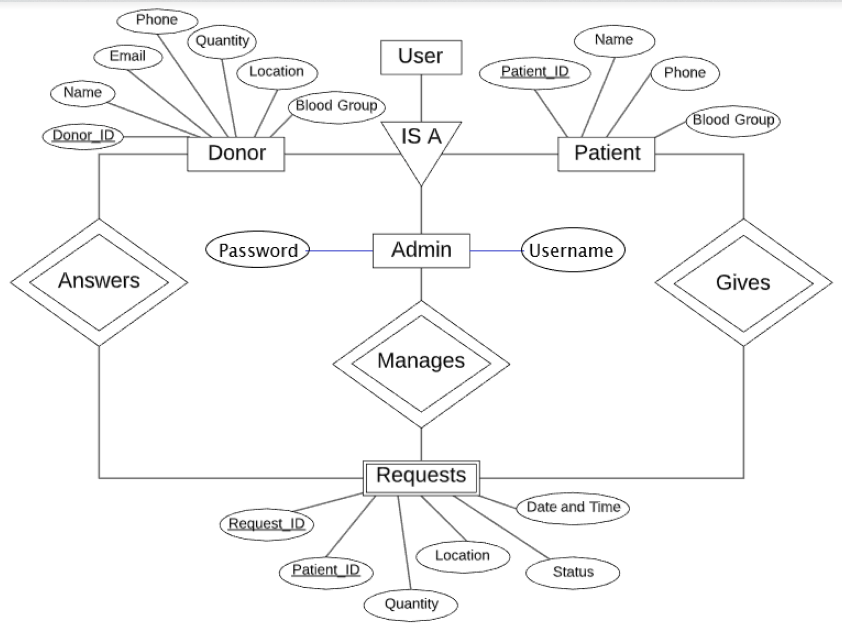 Phone
Quantity
Name
User
Email
Location
Patient_ID
Phone
Name
Blood Group
Blood Group
Donor_ID
IS A
Donor
Patient
Password
Admin
Username
Answers
Gives
Manages
Requests
Request_ID
Date and Time
Location
Patient_ID
Status
Quantity